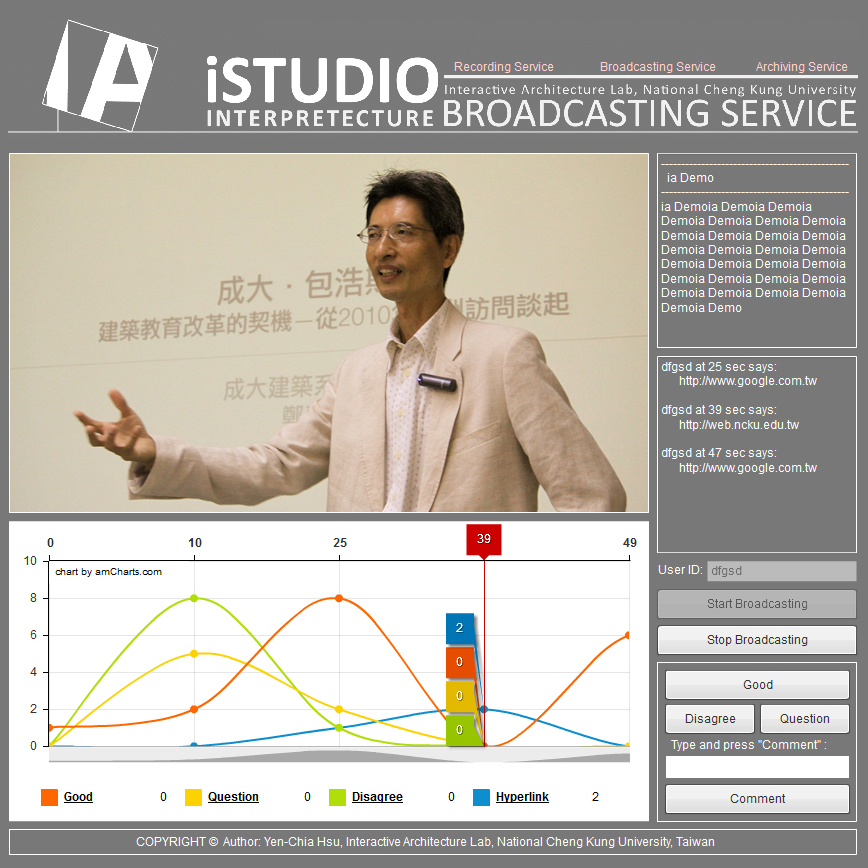 IA
iSTUDIO
INTERPRETECTURE
Recording Service Broadcasting Service Archiving Service
Interactive Architecture Lab, National Cheng Kung University
BROADCASTING SERVICE
成大 · 包浩
建築教育改革的契機－從2010 訪問談起
成大建築系
----------------------------------------------
ia Demo
----------------------------------------------
ia Demoia Demoia Demoia
Demoia Demoia Demoia Demoia
Demoia Demoia Demoia Demoia
Demoia Demoia Demoia Demoia
Demoia Demoia Demoia Demoia
Demoia Demoia Demoia Demoia
Demoia Demoia Demoia Demoia
Demoia Demo
dfgsd at 25 sec says:
http://www.google.com.tw
dfgsd at 39 sec says:
http://web.ncku.edu.tw
dfgsd at 47 sec says:
http://www.google.com.tw
0 10 25 39 49
10
chart by amCharts.com
8
6
4
2
0
2
0
0
0
Good 0 Question 0 Disagree 0 Hyperlink 2
User ID: dfgsd
Start Broadcasting
Stop Broadcasting
Good
Disagree Question
Type and press "Comment" :
Comment
COPYRIGHT © Author: Yen-Chia Hsu, Interactive Architecture Lab, National Cheng Kung University, Taiwan